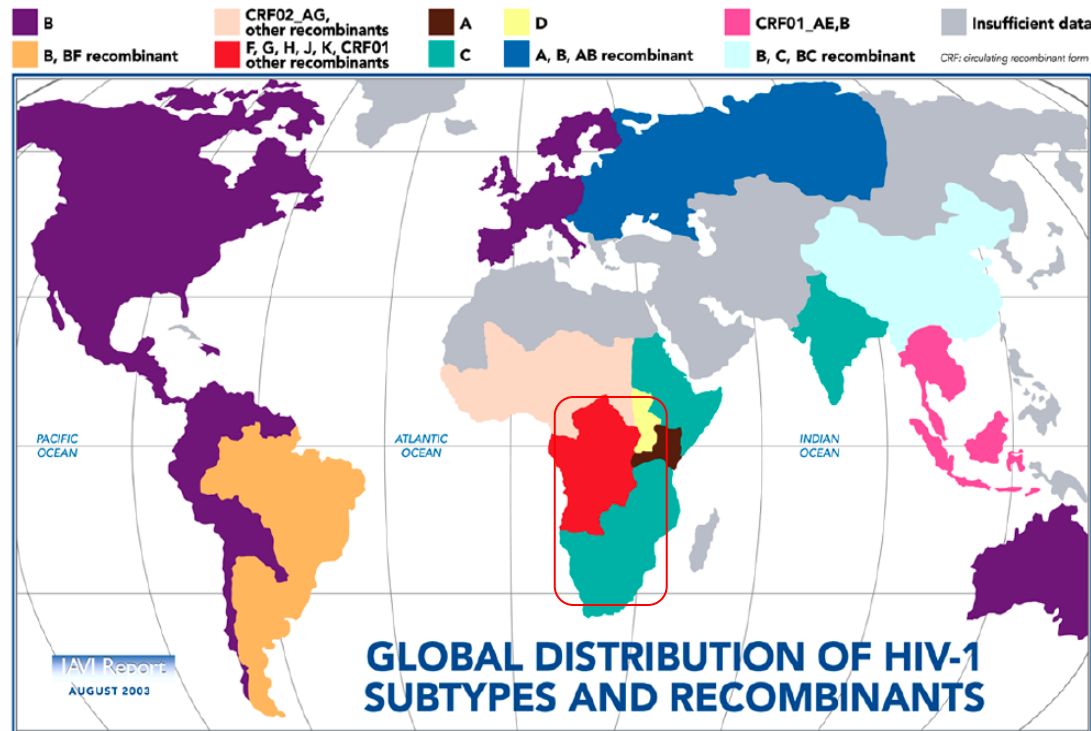 B
CRF02_AG,
other recombinants
A
D
CRF01_AE,B
Insufficient data
B, BF recombinant
F, G, H, J, K, CRF01
other recombinants
C
A, B, AB recombinant
B, C, BC recombinant
CRF: circulating recombinant form
PACIFIC
OCEAN
ATLANTIC
OCEAN
INDIAN
OCEAN
GLOBAL DISTRIBUTION OF HIV-1
SUBTYPES AND RECOMBINANTS
IAVI Report
AUGUST 2003